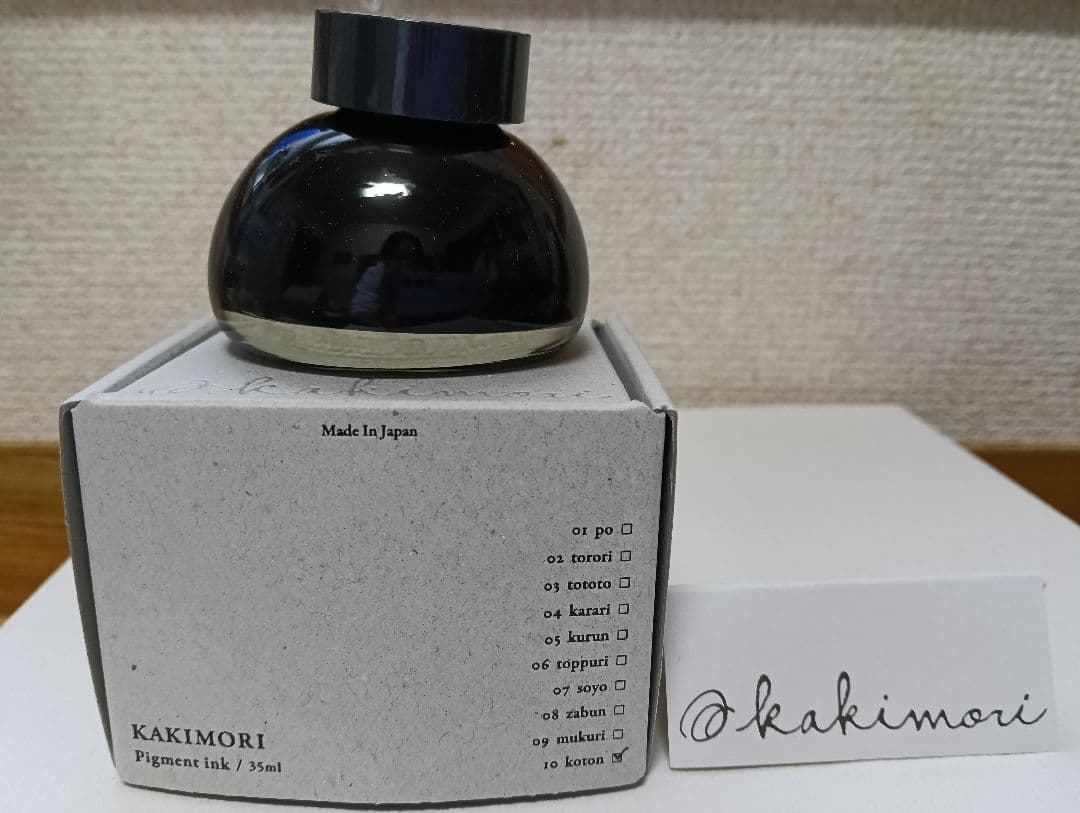 kakimori
Made In Japan
01 po ☐
02 torori ☐
03 tototo ☐
04 karari ☐
05 kurun ☐
06 toppuri ☐
07 soyo ☐
08 zabun ☐
09 mukuri ☐
10 koton ☑
KAKIMORI
Pigment ink / 35ml
kakimori